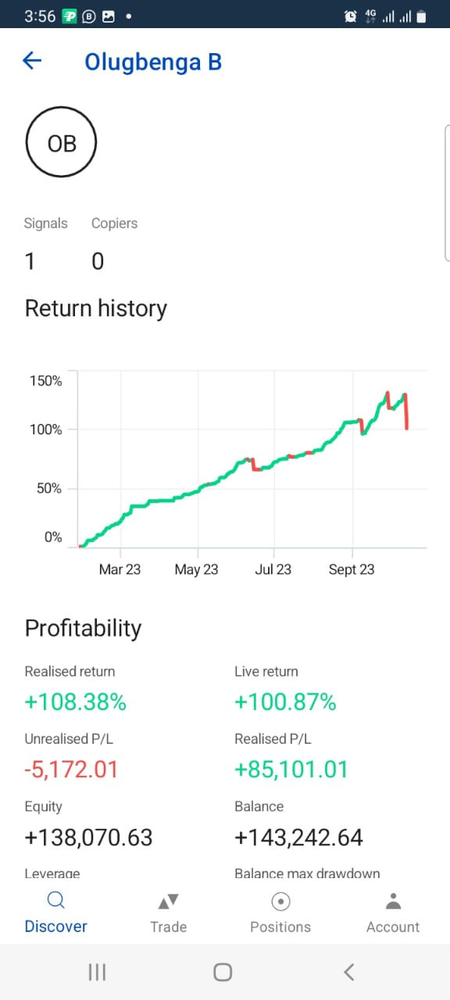 3:56
4G
Olugbenga B
OB
Signals Copiers
1 0
Return history
150%
100%
50%
0%
Mar 23 May 23 Jul 23 Sept 23
Profitability
Realised return Live return
+108.38% +100.87%
Unrealised P/L Realised P/L
-5,172.01 +85,101.01
Equity Balance
+138,070.63 +143,242.64
Leverage Balance max drawdown
Discover Trade Positions Account